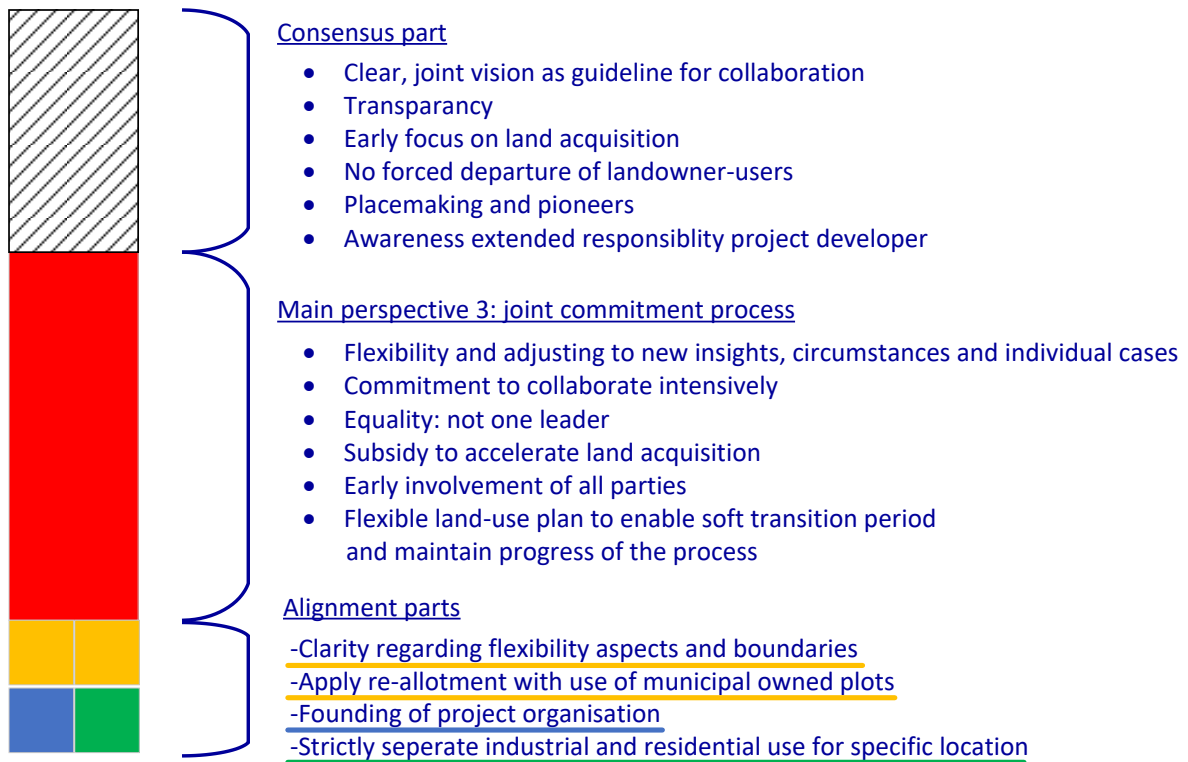 Consensus part
• Clear, joint vision as guideline for collaboration
• Transparancy
• Early focus on land acquisition
• No forced departure of landowner-users
• Placemaking and pioneers
• Awareness extended responsiblity project developer
Main perspective 3: joint commitment process
• Flexibility and adjusting to new insights, circumstances and individual cases
• Commitment to collaborate intensively
• Equality: not one leader
• Subsidy to accelerate land acquisition
• Early involvement of all parties
• Flexible land-use plan to enable soft transition period
and maintain progress of the process
Alignment parts
-Clarity regarding flexibility aspects and boundaries
-Apply re-allotment with use of municipal owned plots
-Founding of project organisation
-Strictly seperate industrial and residential use for specific location